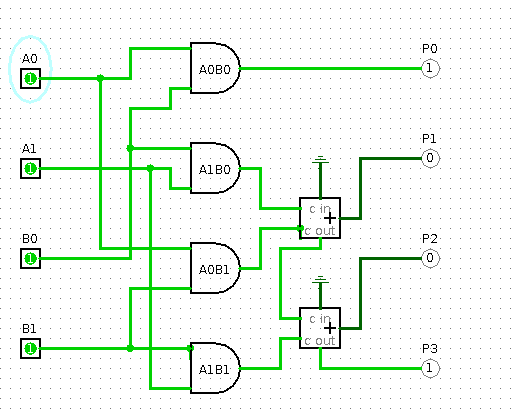 A0
1
A1
1
B0
1
B1
1
A0B0
A1B0
A0B1
A1B1
c in
+
c out
c in
+
c out
P0
1
P1
0
P2
0
P3
1